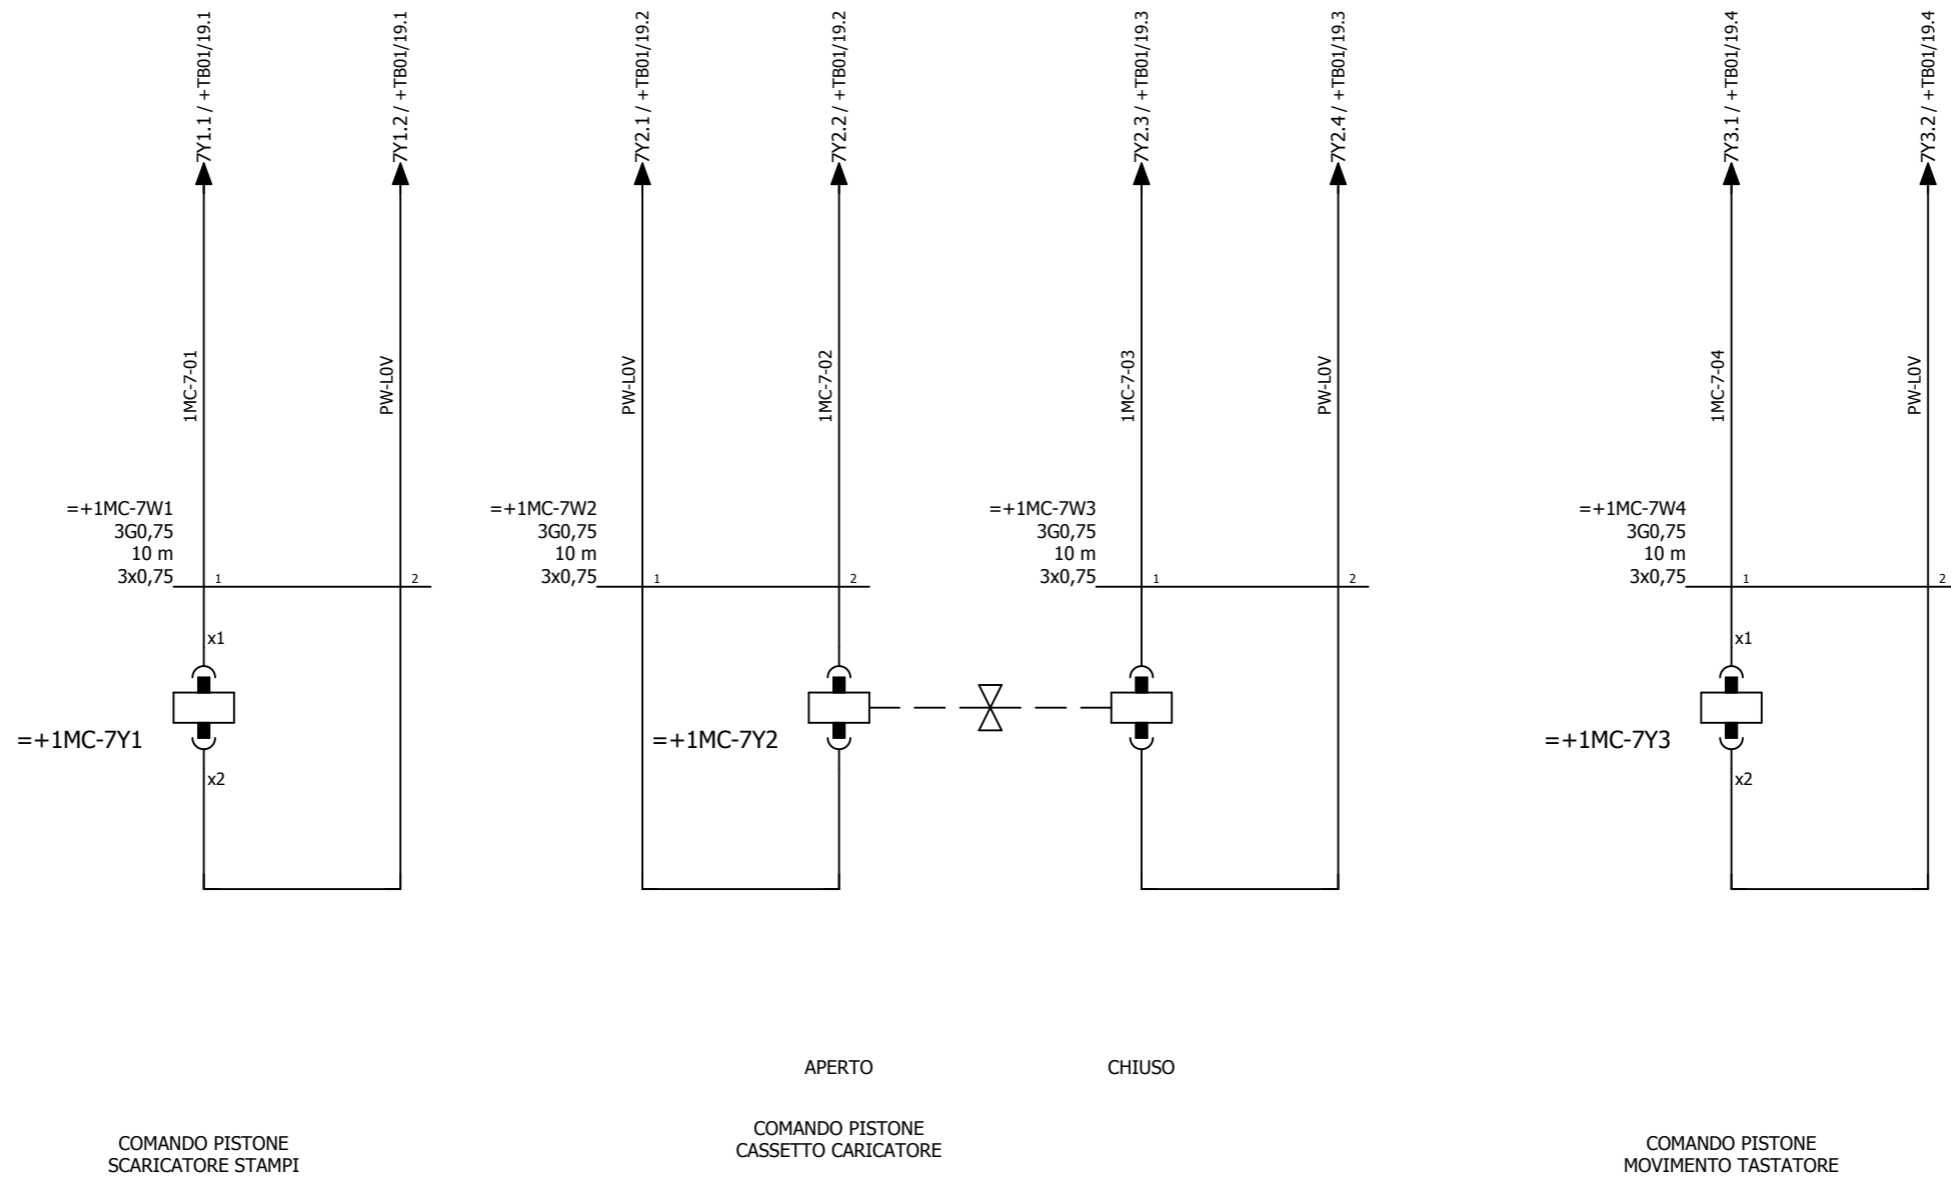 7Y1.1 / +TB01/19.1
7Y1.2 / +TB01/19.1
7Y2.1 / +TB01/19.2
7Y2.2 / +TB01/19.2
7Y2.3 / +TB01/19.3
7Y2.4 / +TB01/19.3
7Y3.1 / +TB01/19.4
7Y3.2 / +TB01/19.4
1MC-7-01
PW-L0V
PW-L0V
1MC-7-02
1MC-7-03
PW-L0V
1MC-7-04
PW-L0V
=+1MC-7W1
3G0,75
10 m
3x0,75
1
2
=+1MC-7W2
3G0,75
10 m
3x0,75
1
2
=+1MC-7W3
3G0,75
10 m
3x0,75
1
2
=+1MC-7W4
3G0,75
10 m
3x0,75
1
2
x1
=+1MC-7Y1
x2
=+1MC-7Y2
x1
=+1MC-7Y3
x2
APERTO
CHIUSO
COMANDO PISTONE
SCARICATORE STAMPI
COMANDO PISTONE
CASSETTO CARICATORE
COMANDO PISTONE
MOVIMENTO TASTATORE